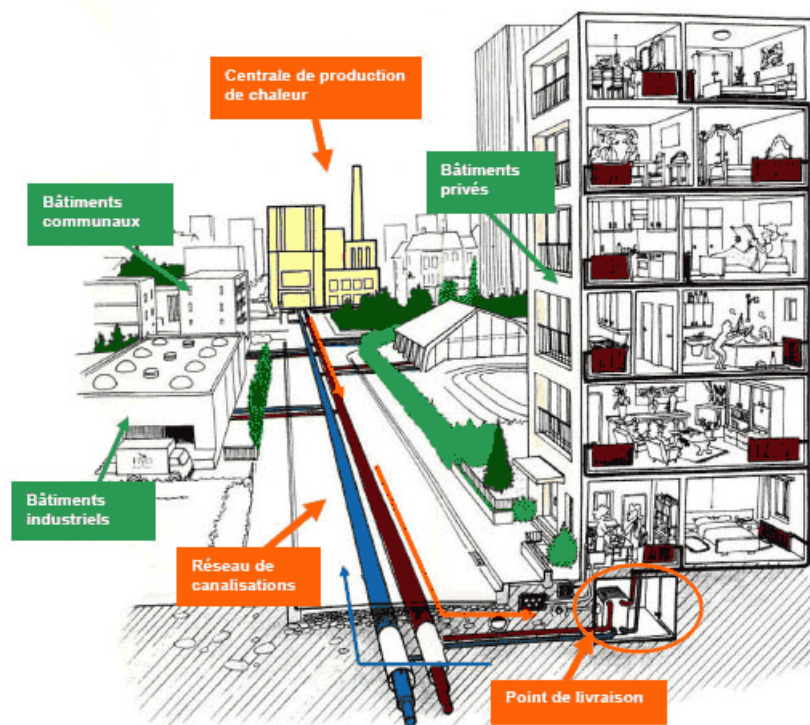 Centrale de production
de chaleur
Bâtiments
privés
Bâtiments
communaux
Bâtiments
industriels
Réseau de
canalisations
Point de livraison